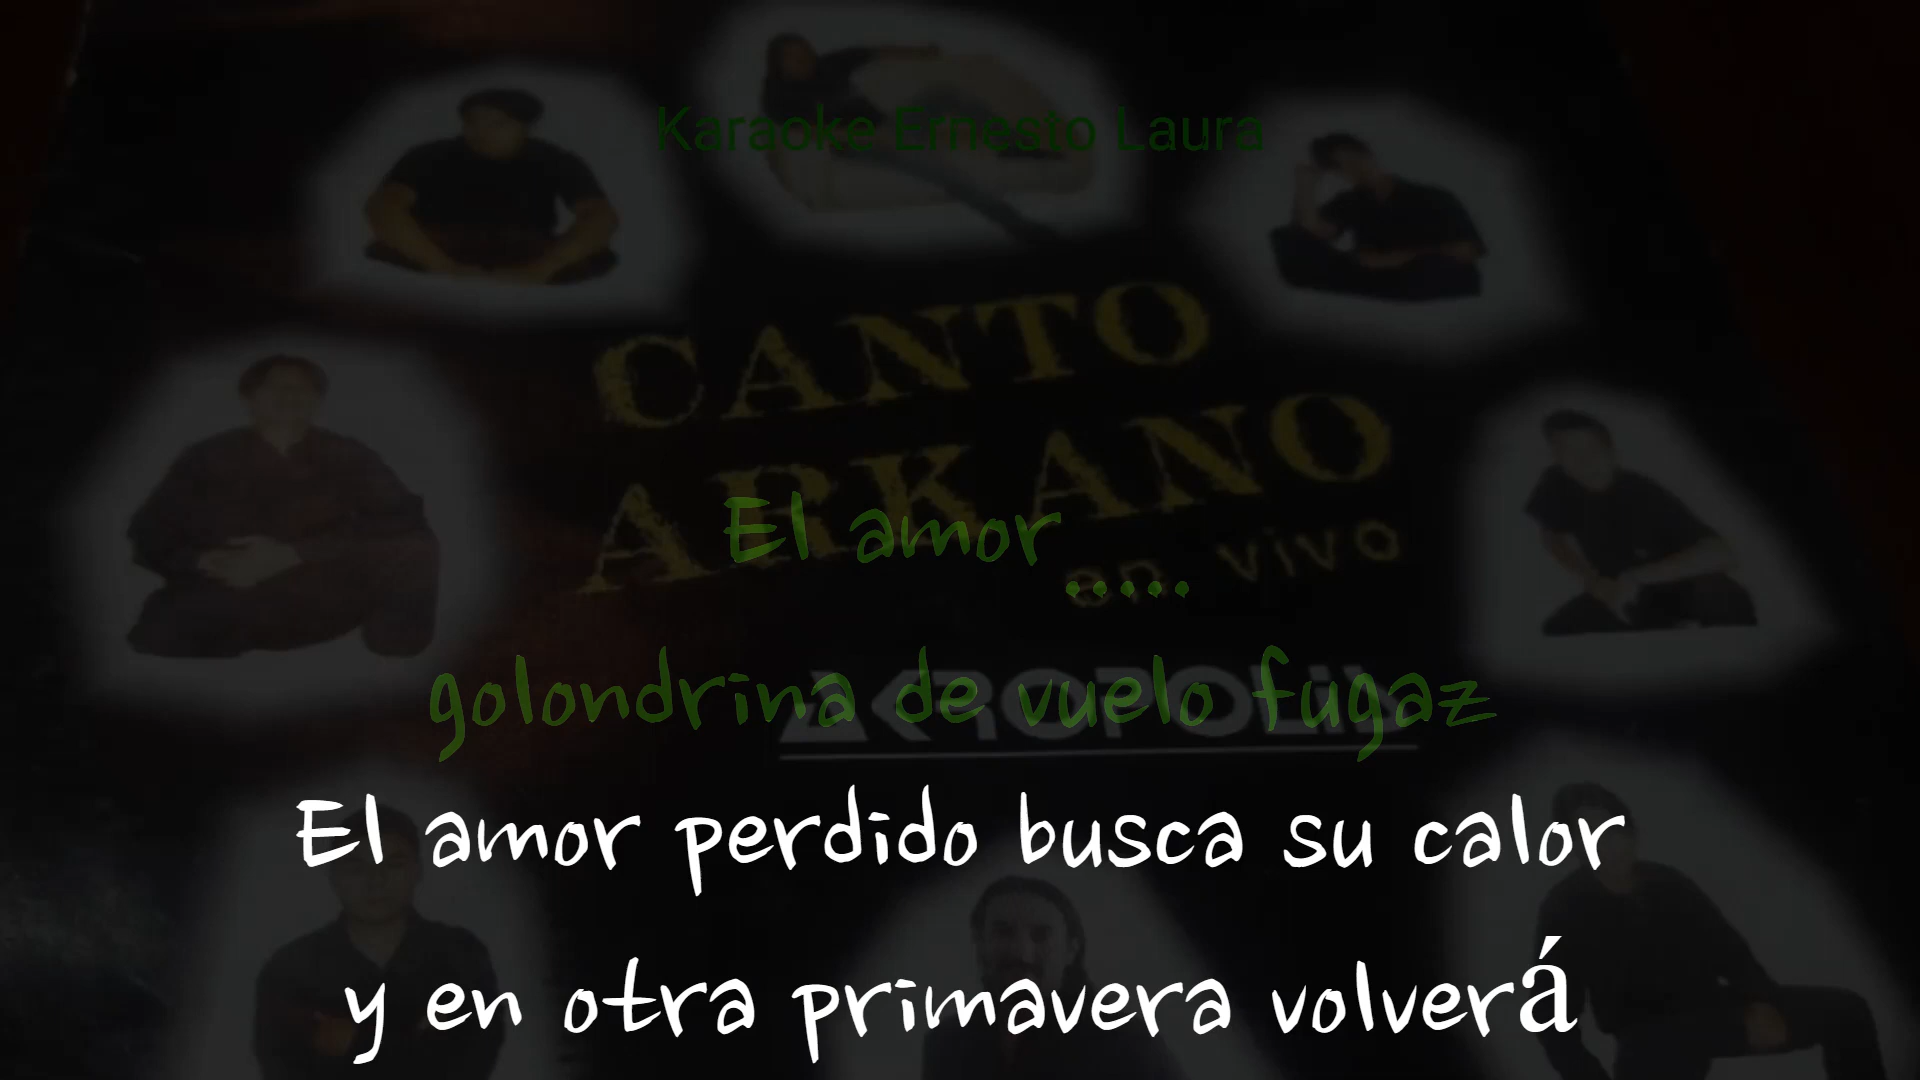 Karaoke Ernesto Laura
CANTO
ARKANO
en vivo
El amor.....
AKROPOLIS
golondrina de vuelo fugaz
El amor perdido busca su calor
y en otra primavera volverá